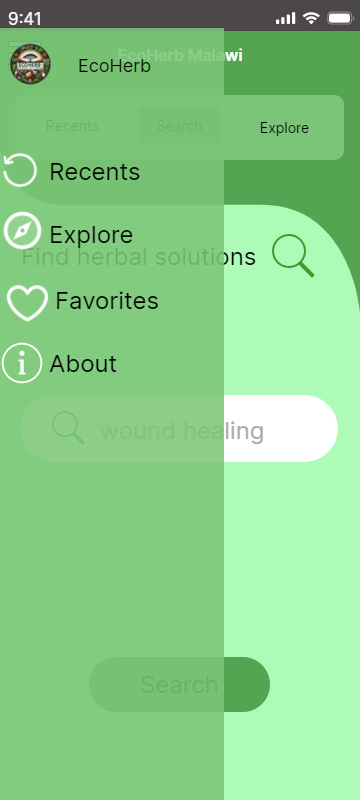 9:41
EcoHerb Malawi
EcoHerb
Recents Search Explore
Recents
Explore
Find herbal solutions
Favorites
About
wound healing
Search